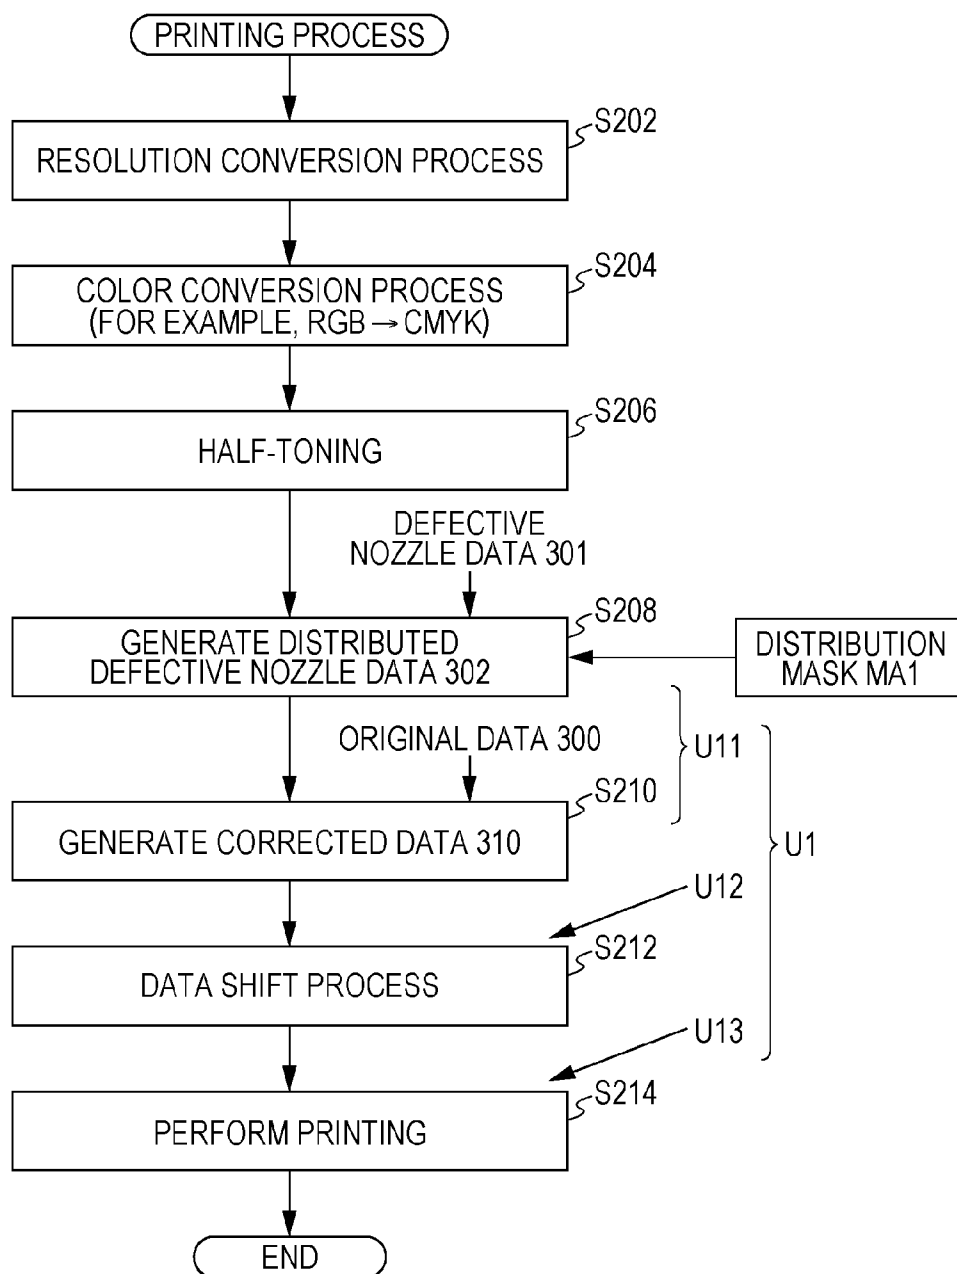 PRINTING PROCESS
S202
RESOLUTION CONVERSION PROCESS
S204
COLOR CONVERSION PROCESS
(FOR EXAMPLE, RGB → CMYK)
S206
HALF-TONING
DEFECTIVE
NOZZLE DATA 301
S208
GENERATE DISTRIBUTED
DEFECTIVE NOZZLE DATA 302
DISTRIBUTION
MASK MA1
ORIGINAL DATA 300
U11
S210
GENERATE CORRECTED DATA 310
U1
U12
S212
DATA SHIFT PROCESS
U13
S214
PERFORM PRINTING
END